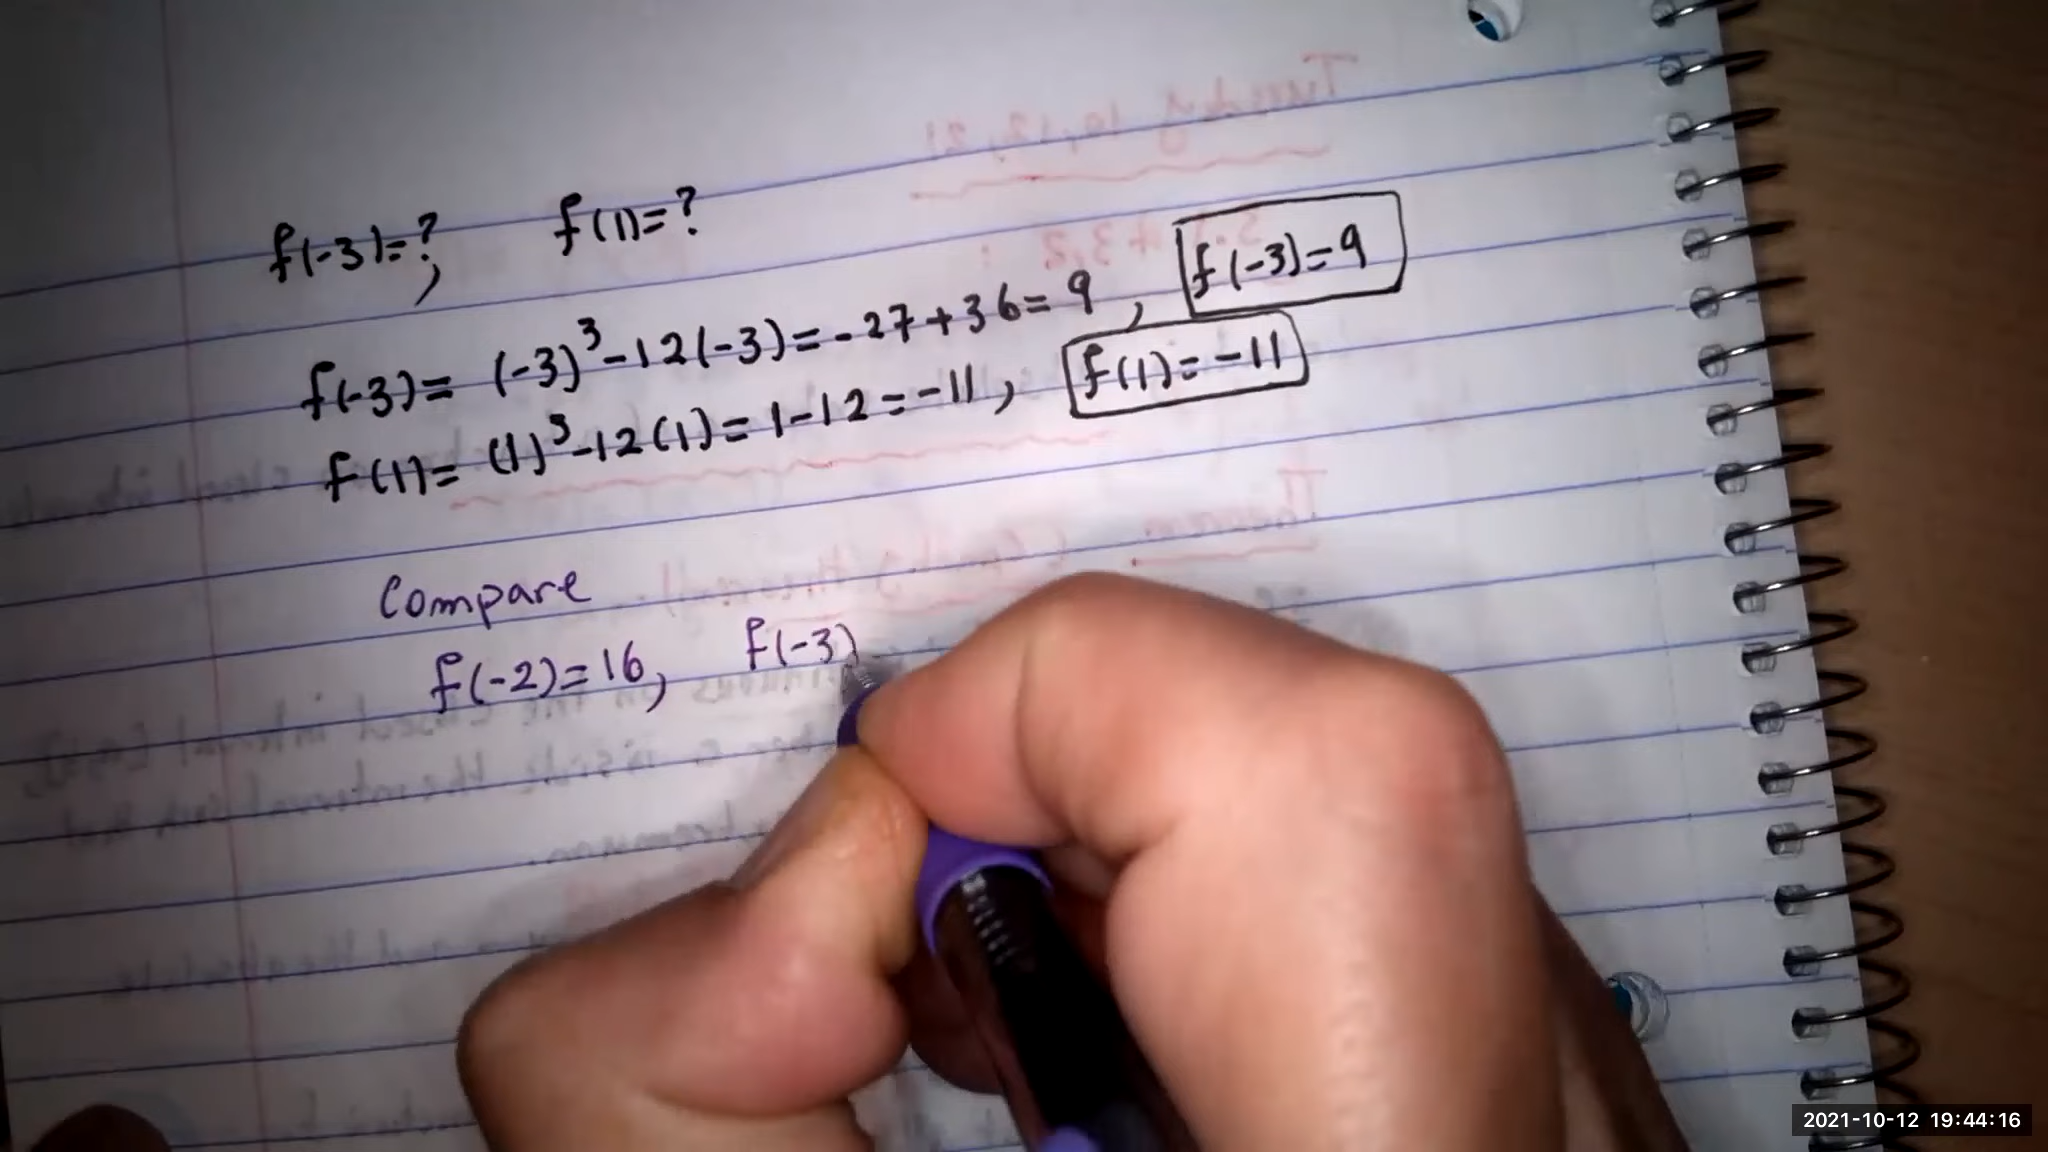 f(-3)=?, f(1)=?
f(-3)= (-3)³-12(-3)=-27+36=9 , f(-3)=9
f(1)= (1)³-12(1)=1-12=-11, f(1)=-11
Compare
f(-2)=16, f(-3)
2021-10-12 19:44:16